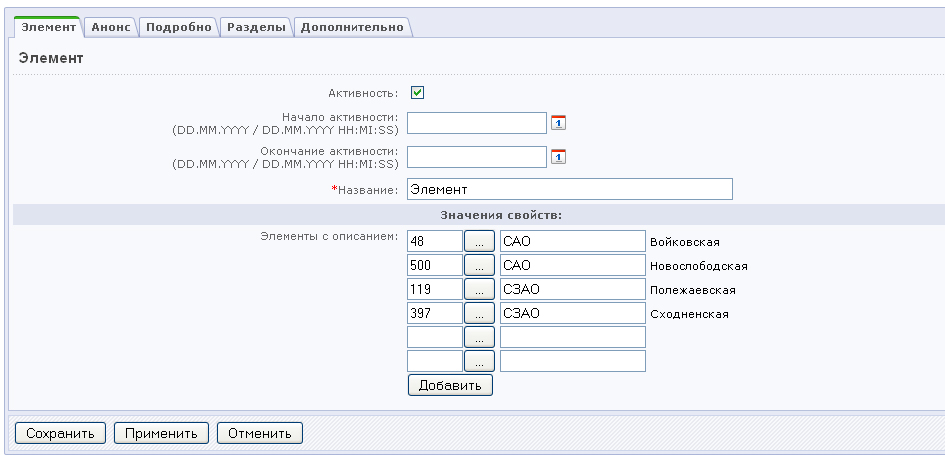 Элемент Анонс Подробно Разделы Дополнительно
Элемент
Активность:
Начало активности:
(DD.MM.YYYY / DD.MM.YYYY HH:MI:SS)
1
Окончание активности:
(DD.MM.YYYY / DD.MM.YYYY HH:MI:SS)
1
*Название: Элемент
Значения свойств:
Элементы с описанием: 48 ... САО Войковская
500 ... САО Новослободская
119 ... СЗАО Полежаевская
397 ... СЗАО Сходненская
...
...
Добавить
Сохранить Применить Отменить